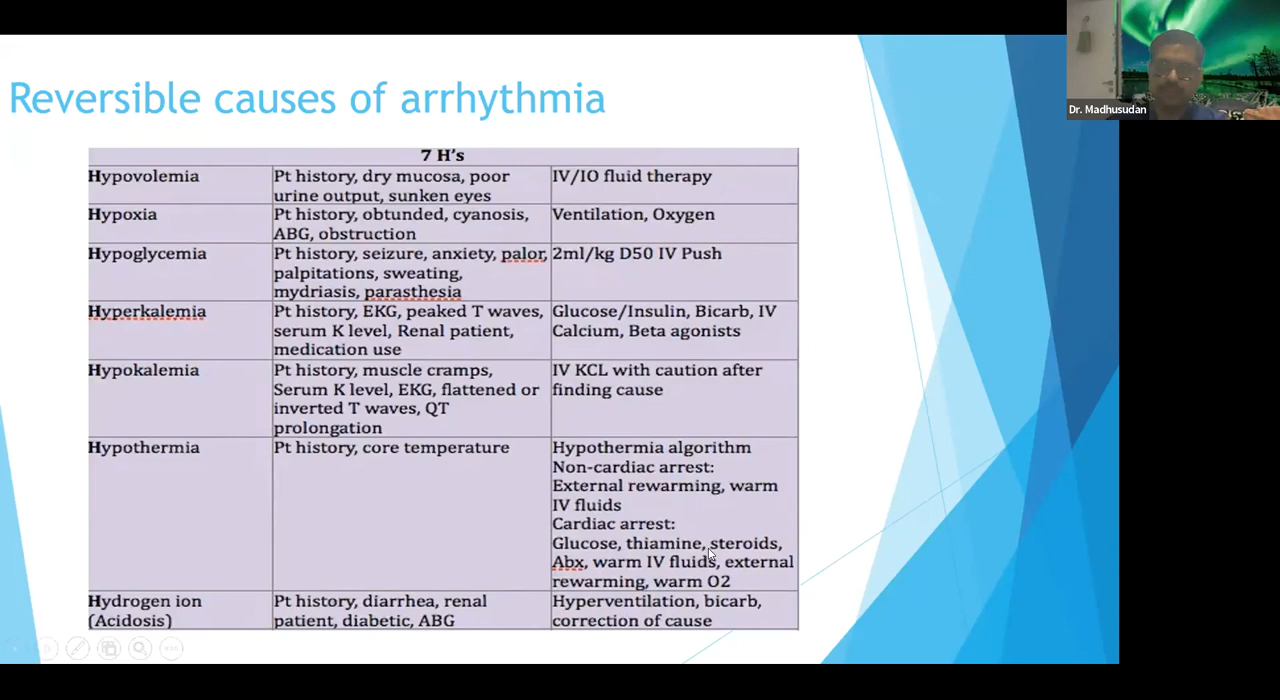 Dr. Madhusudan
Reversible causes of arrhythmia
7 H's
Hypovolemia
Pt history, dry mucosa, poor
urine output, sunken eyes
IV/IO fluid therapy
Hypoxia
Pt history, obtunded, cyanosis,
ABG, obstruction
Ventilation, Oxygen
Hypoglycemia
Pt history, seizure, anxiety, palor,
palpitations, sweating,
mydriasis, parasthesia
2ml/kg D50 IV Push
Hyperkalemia
Pt history, EKG, peaked T waves,
serum K level, Renal patient,
medication use
Glucose/Insulin, Bicarb, IV
Calcium, Beta agonists
Hypokalemia
Pt history, muscle cramps,
Serum K level, EKG, flattened or
inverted T waves, QT
prolongation
IV KCL with caution after
finding cause
Hypothermia
Pt history, core temperature
Hypothermia algorithm
Non-cardiac arrest:
External rewarming, warm
IV fluids
Cardiac arrest:
Glucose, thiamine, steroids,
Abx, warm IV fluids, external
rewarming, warm O2
Hydrogen ion
(Acidosis)
Pt history, diarrhea, renal
patient, diabetic, ABG
Hyperventilation, bicarb,
correction of cause